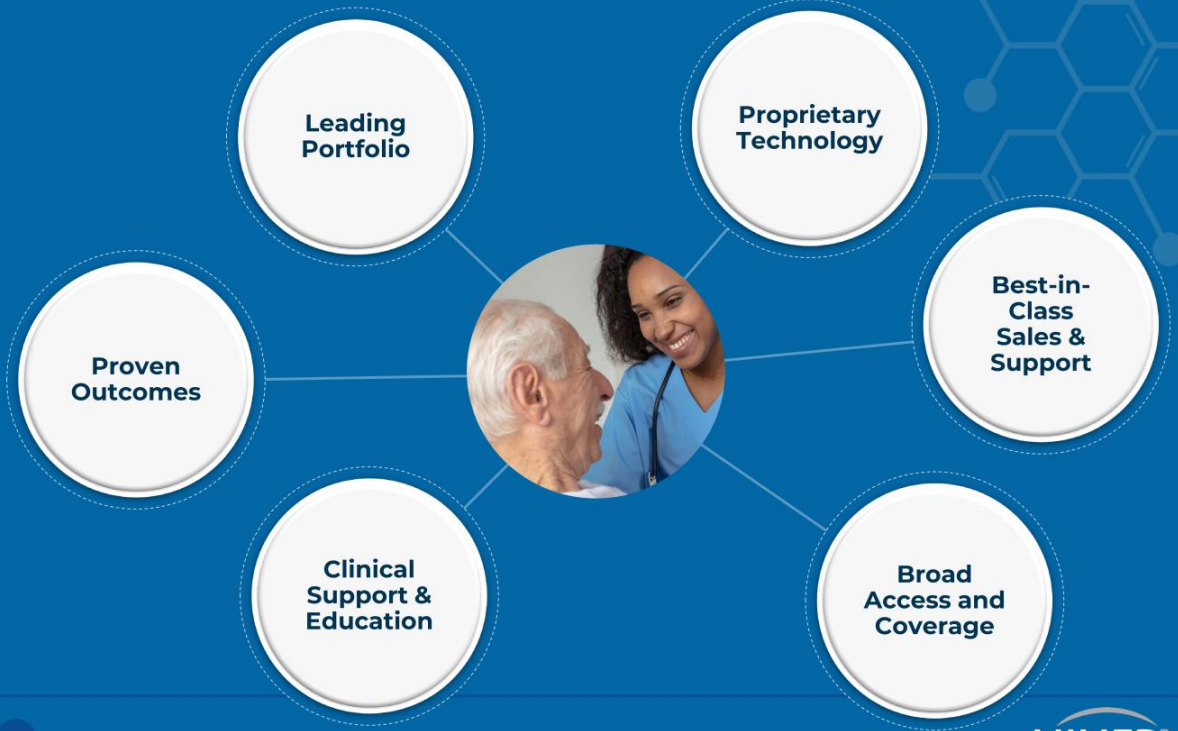 Leading
Portfolio
Proprietary
Technology
Best-in-
Class
Sales &
Support
Proven
Outcomes
Clinical
Support &
Education
Broad
Access and
Coverage